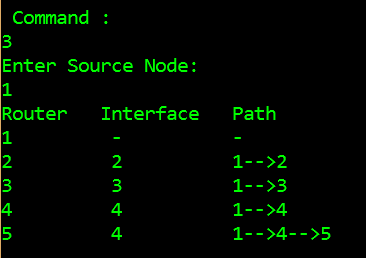 Command :
3
Enter Source Node:
1
Router Interface Path
1 - -
2 2 1-->2
3 3 1-->3
4 4 1-->4
5 4 1-->4-->5